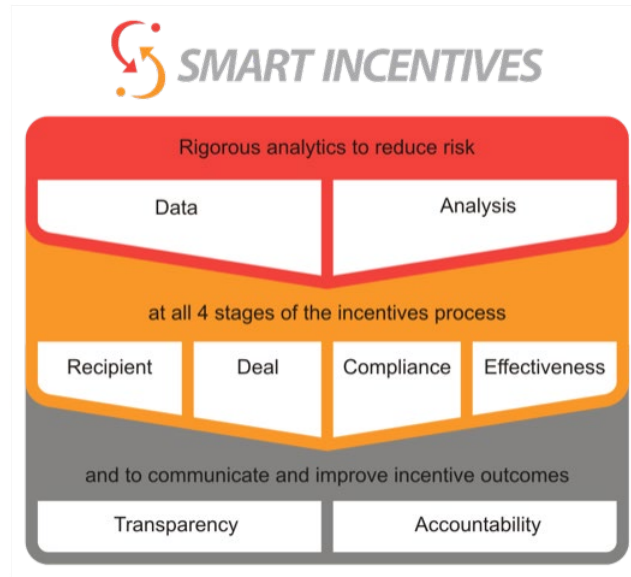 SMART INCENTIVES
Rigorous analytics to reduce risk
Data
Analysis
at all 4 stages of the incentives process
Recipient
Deal
Compliance
Effectiveness
and to communicate and improve incentive outcomes
Transparency
Accountability